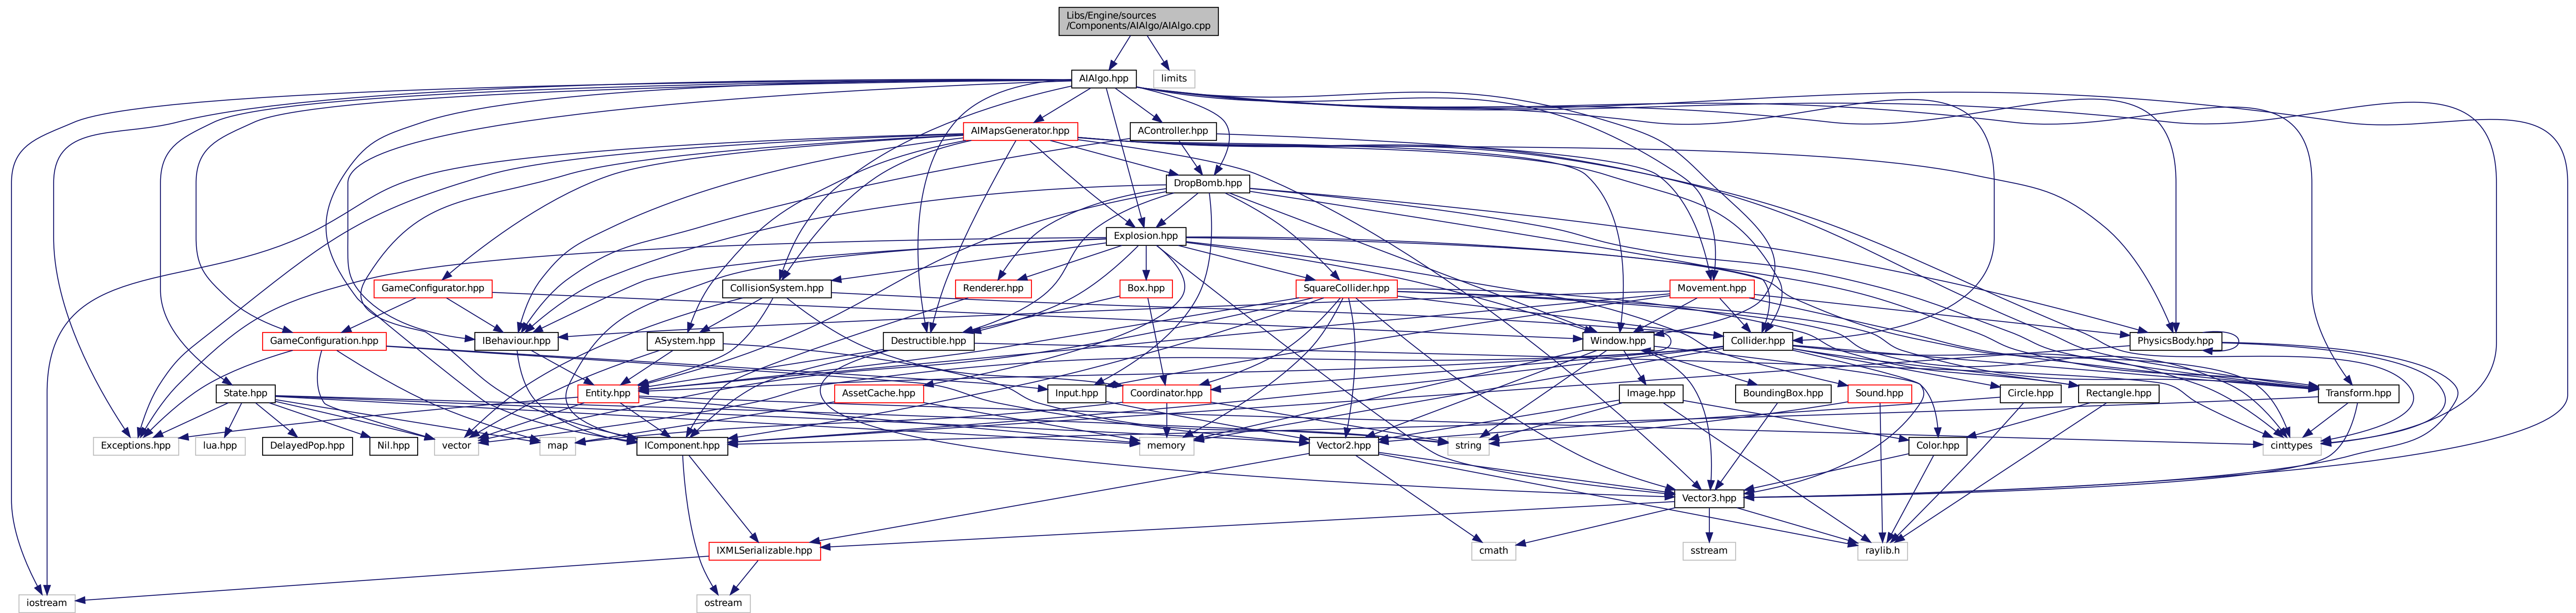 Libs/Engine/sources
/Components/AIAlgo/AIAlgo.cpp
AIAlgo.hpp
limits
AIMapsGenerator.hpp
AController.hpp
DropBomb.hpp
Explosion.hpp
GameConfigurator.hpp
CollisionSystem.hpp
Renderer.hpp
Box.hpp
SquareCollider.hpp
Movement.hpp
GameConfiguration.hpp
IBehaviour.hpp
ASystem.hpp
Destructible.hpp
Window.hpp
Collider.hpp
PhysicsBody.hpp
State.hpp
Entity.hpp
AssetCache.hpp
Input.hpp
Coordinator.hpp
Image.hpp
BoundingBox.hpp
Sound.hpp
Circle.hpp
Rectangle.hpp
Transform.hpp
Exceptions.hpp
lua.hpp
DelayedPop.hpp
Nil.hpp
vector
map
IComponent.hpp
memory
Vector2.hpp
string
Color.hpp
cinttypes
Vector3.hpp
IXMLSerializable.hpp
cmath
sstream
raylib.h
iostream
ostream